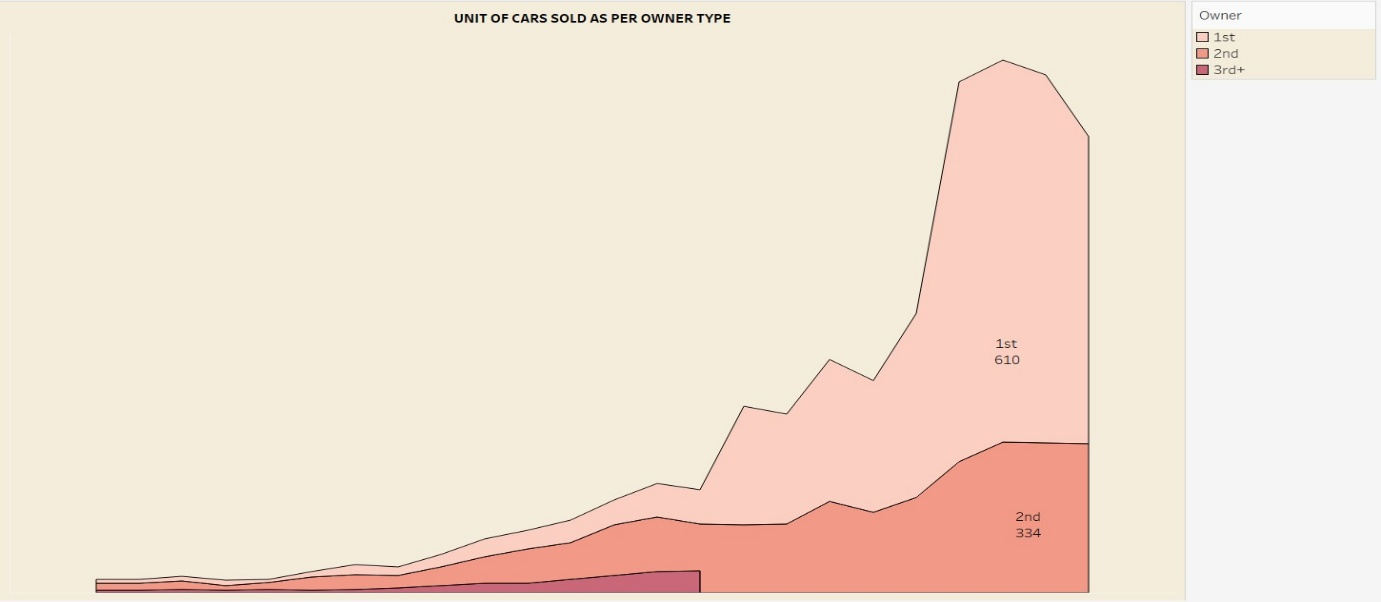 UNIT OF CARS SOLD AS PER OWNER TYPE
Owner
1st
2nd
3rd+
1st
610
2nd
334